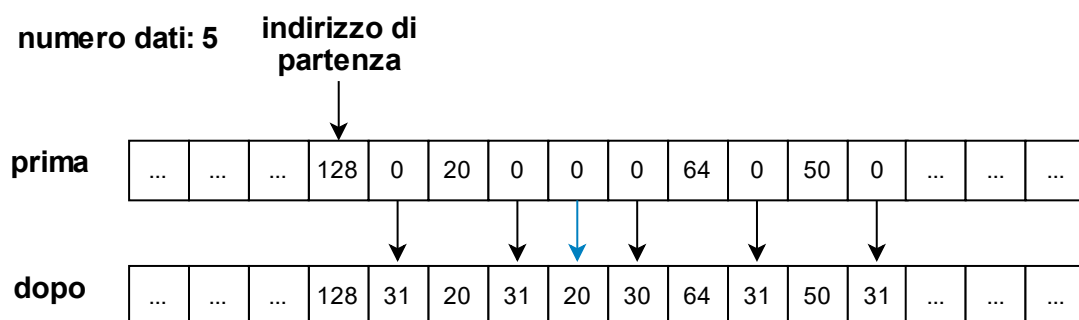 numero dati: 5
indirizzo di
partenza
prima ... ... ... 128 0 20 0 0 0 64 0 50 0 ... ... ...
dopo ... ... ... 128 31 20 31 20 30 64 31 50 31 ... ... ...